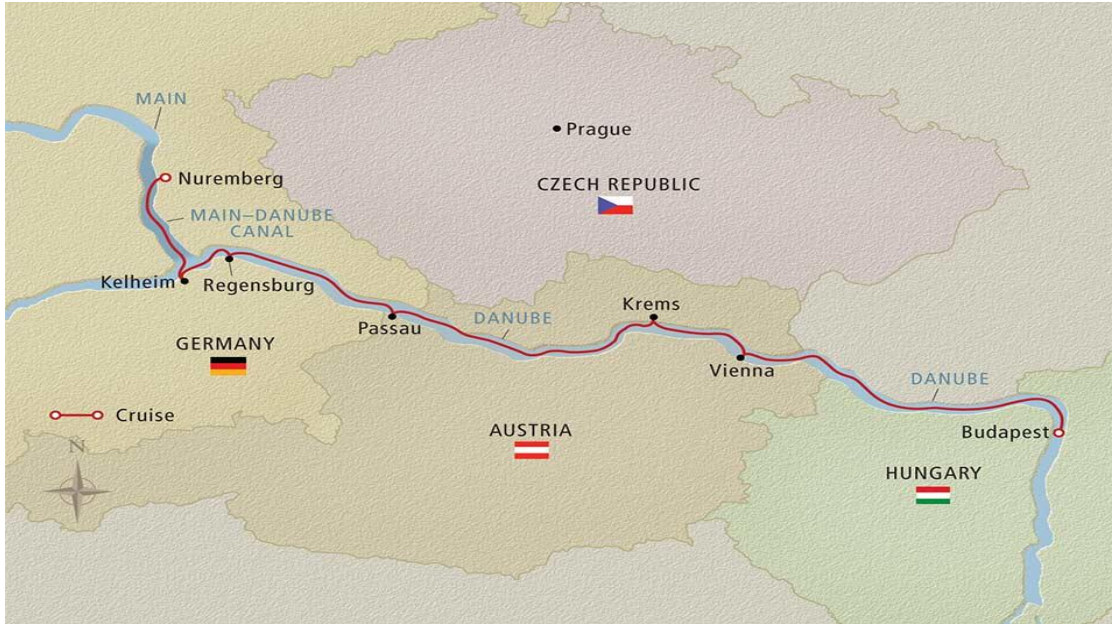 MAIN
Prague
Nuremberg
CZECH REPUBLIC
MAIN–DANUBE
CANAL
Kelheim
Regensburg
Krems
Passau
DANUBE
GERMANY
Vienna
DANUBE
Cruise
AUSTRIA
Budapest
N
HUNGARY